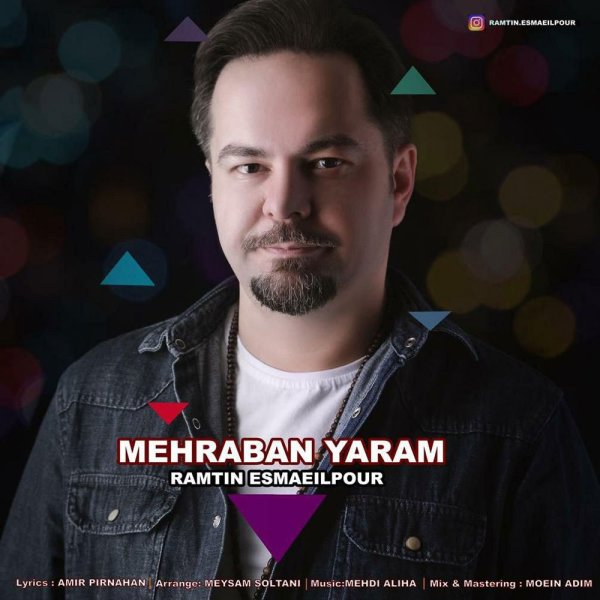 RAMTIN.ESMAEILPOUR
MEHRABAN YARAM
RAMTIN ESMAEILPOUR
Lyrics : AMIR PIRNAHAN | Arrange: MEYSAM SOLTANI | Music:MEHDI ALIHA | Mix & Mastering : MOEIN ADIM